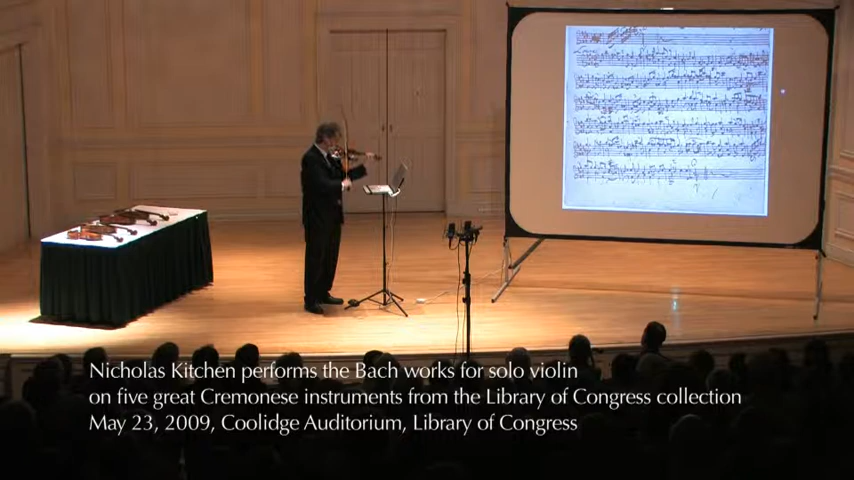 Nicholas Kitchen performs the Bach works for solo violin
on five great Cremonese instruments from the Library of Congress collection
May 23, 2009, Coolidge Auditorium, Library of Congress